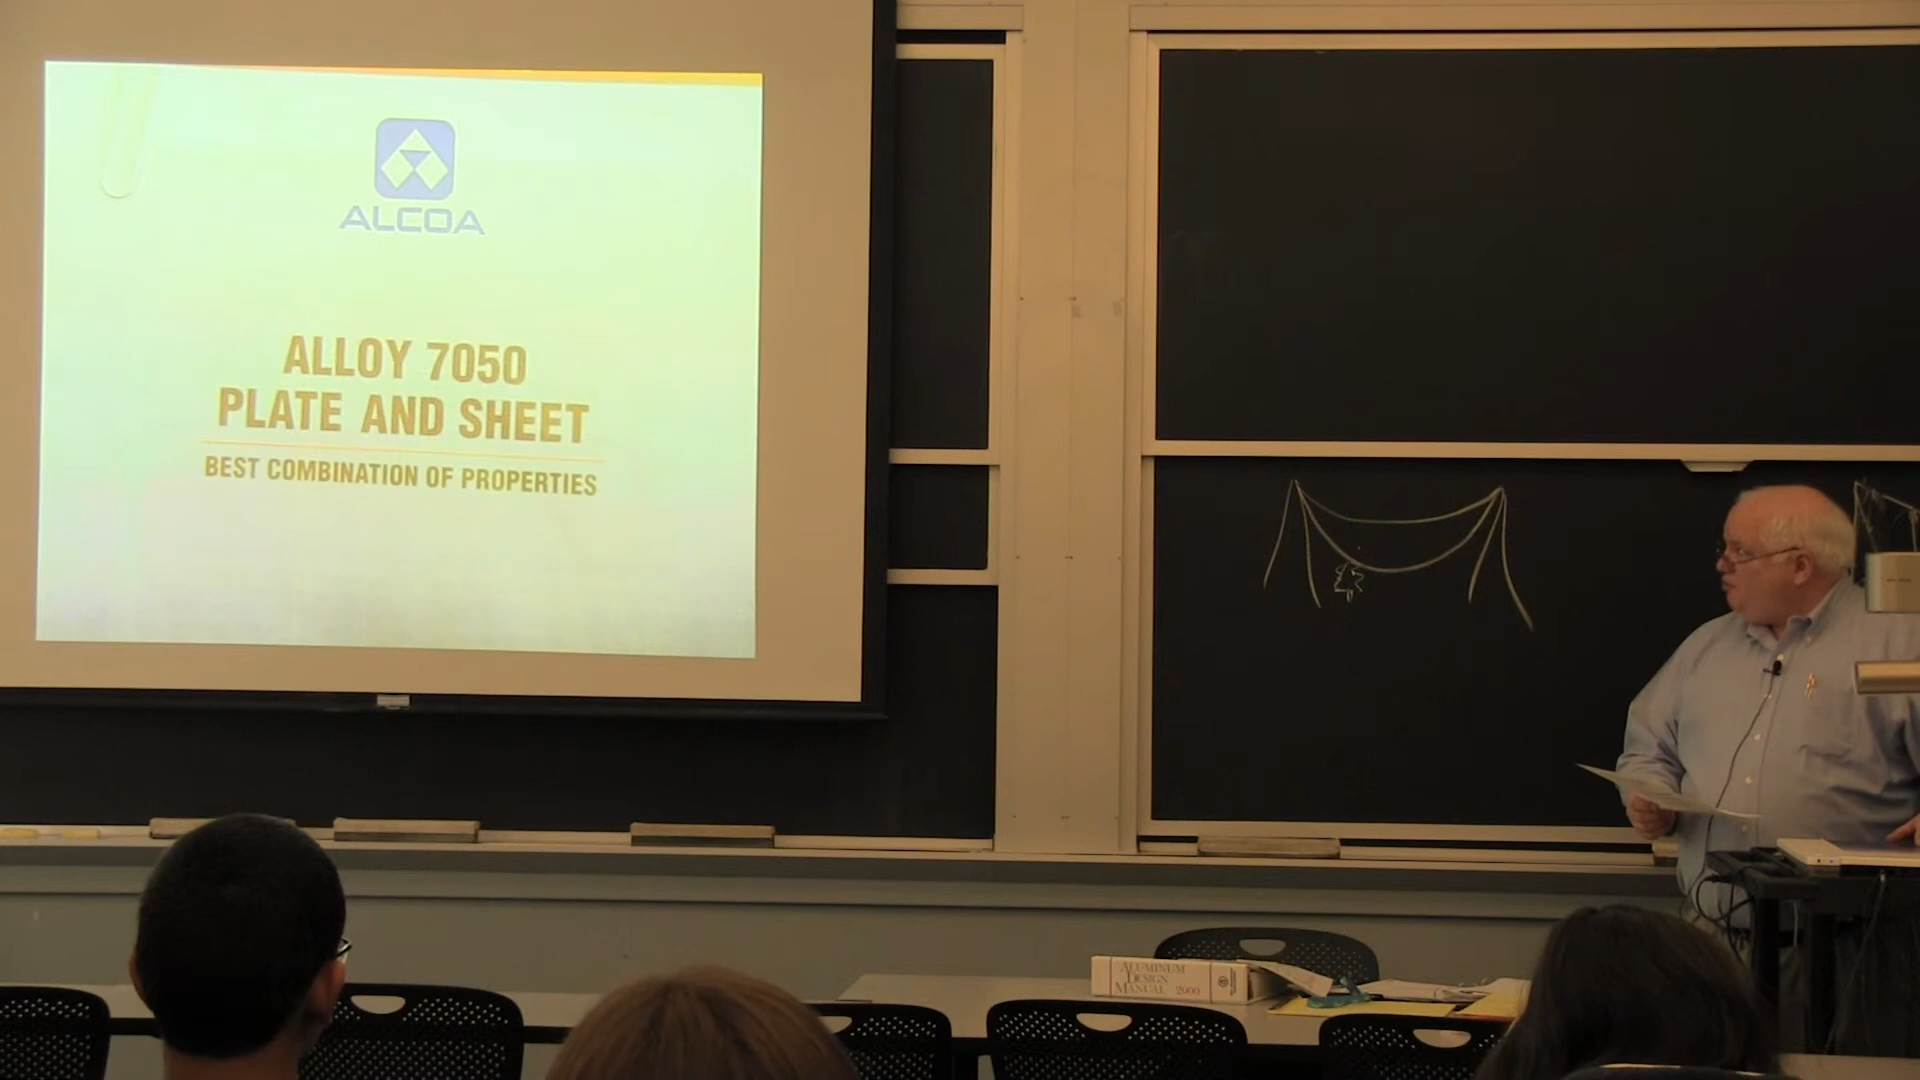 ALCOA
ALLOY 7050
PLATE AND SHEET
BEST COMBINATION OF PROPERTIES
ALUMINUM
DESIGN
MANUAL 2000